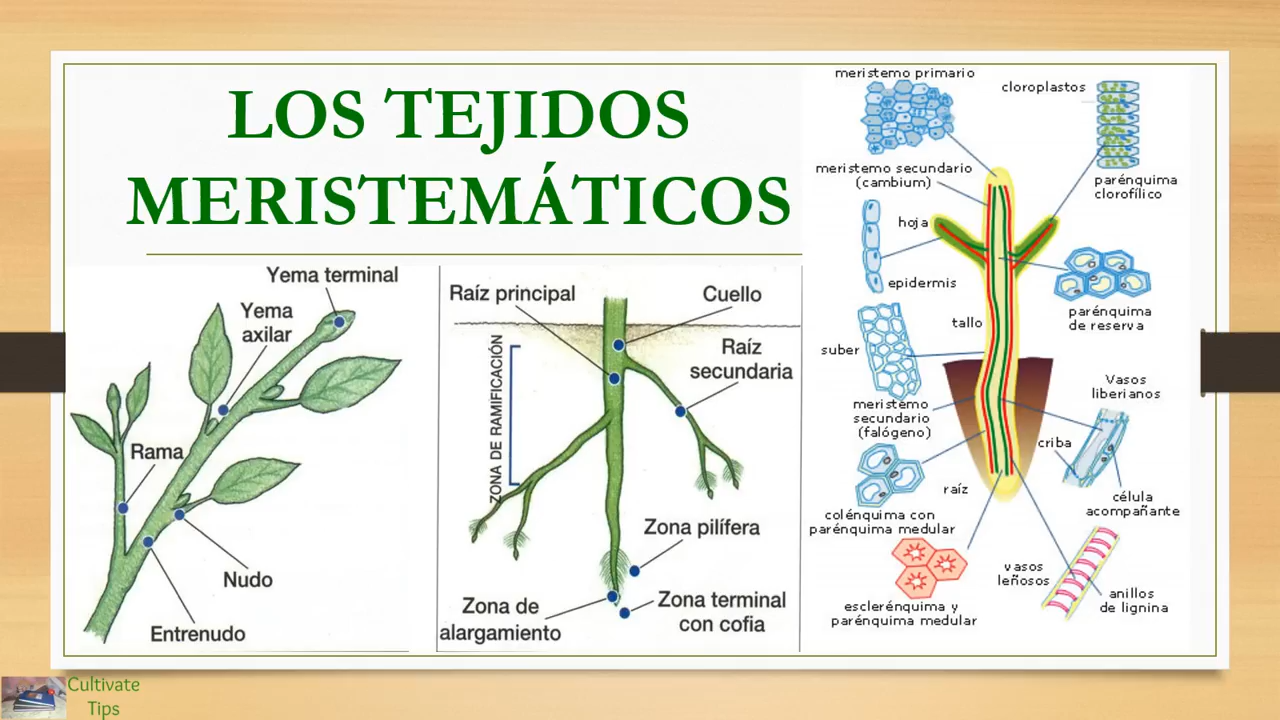 LOS TEJIDOS
MERISTEMÁTICOS
Yema terminal
Yema
axilar
Rama
Nudo
Entrenudo
Raíz principal
Cuello
Raíz
secundaria
ZONA DE RAMIFICACIÓN
Zona pilífera
Zona de
alargamiento
Zona terminal
con cofia
meristemo primario
cloroplastos
meristemo secundario
(cambium)
parénquima
clorofílico
hoja
epidermis
parénquima
de reserva
tallo
suber
Vasos
liberianos
meristemo
secundario
(falógeno)
criba
raíz
célula
acompañante
colénquima con
parénquima medular
vasos
leñosos
anillos
de lignina
esclerénquima y
parénquima medular
Cultivate
Tips